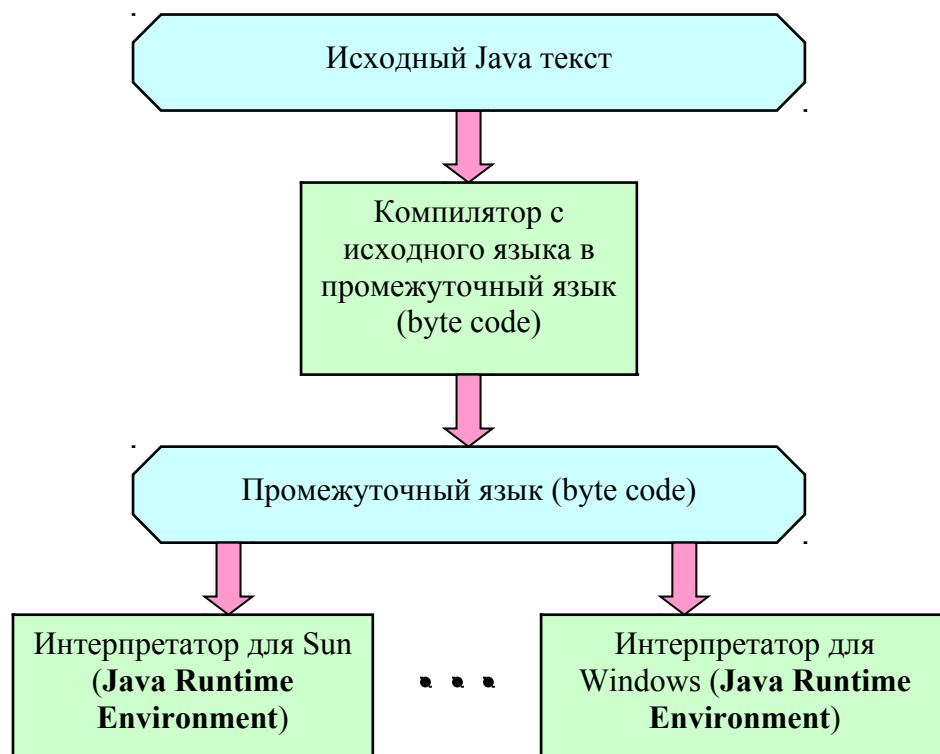 Исходный Java текст
Компилятор с
исходного языка в
промежуточный язык
(byte code)
Промежуточный язык (byte code)
Интерпретатор для Sun
(Java Runtime
Environment)
Интерпретатор для
Windows (Java Runtime
Environment)